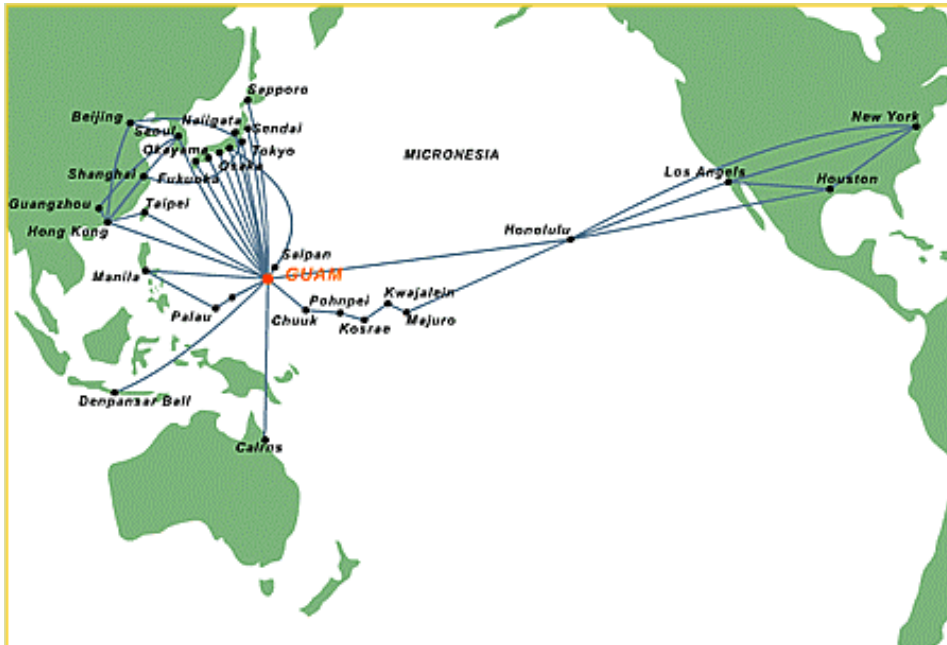 Sapporo
Beijing
Naiigata
Seoul
Sendai
New York
Okayama
Tokyo
MICRONESIA
Osaka
Shanghai
Fukuoka
Los Angels
Houston
Guangzhou
Taipei
Hong Kong
Honolulu
Saipan
Manila
GUAM
Kwajalein
Pohnpei
Palau
Chuuk
Majuro
Kosrae
Denpansar Bali
Cairns